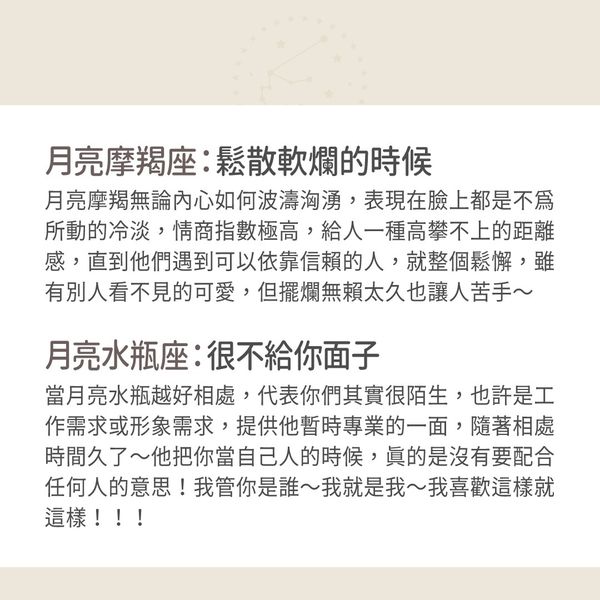 月亮摩羯座：鬆散軟爛的時候
月亮摩羯無論內心如何波濤洶湧，表現在臉上都是不為
所動的冷淡，情商指數極高，給人一種高攀不上的距離
感，直到他們遇到可以依靠信賴的人，就整個鬆懈，雖
有別人看不見的可愛，但擺爛無賴太久也讓人苦手～
月亮水瓶座：很不給你面子
當月亮水瓶越好相處，代表你們其實很陌生，也許是工
作需求或形象需求，提供他暫時專業的一面，隨著相處
時間久了～他把你當自己人的時候，真的是沒有要配合
任何人的意思！我管你是誰～我就是我～我喜歡這樣就
這樣！！！